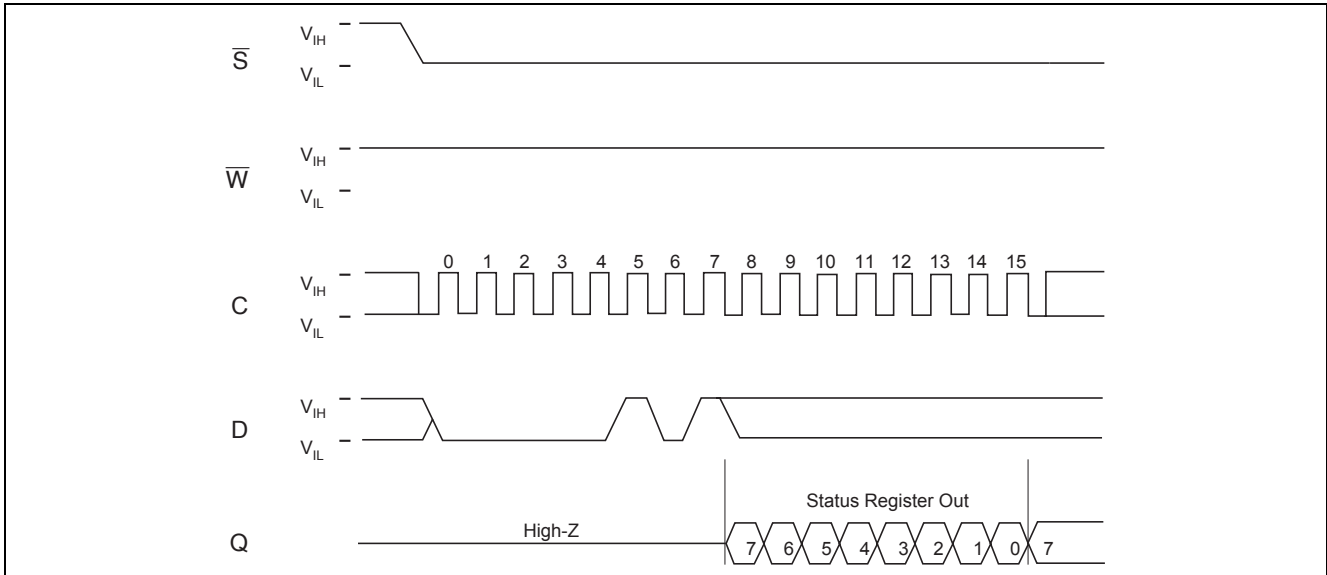 V_IH
S̅
V_IL
V_IH
W̅
V_IL
0 1 2 3 4 5 6 7 8 9 10 11 12 13 14 15
V_IH
C
V_IL
V_IH
D
V_IL
Status Register Out
High-Z
Q
7 6 5 4 3 2 1 0 7